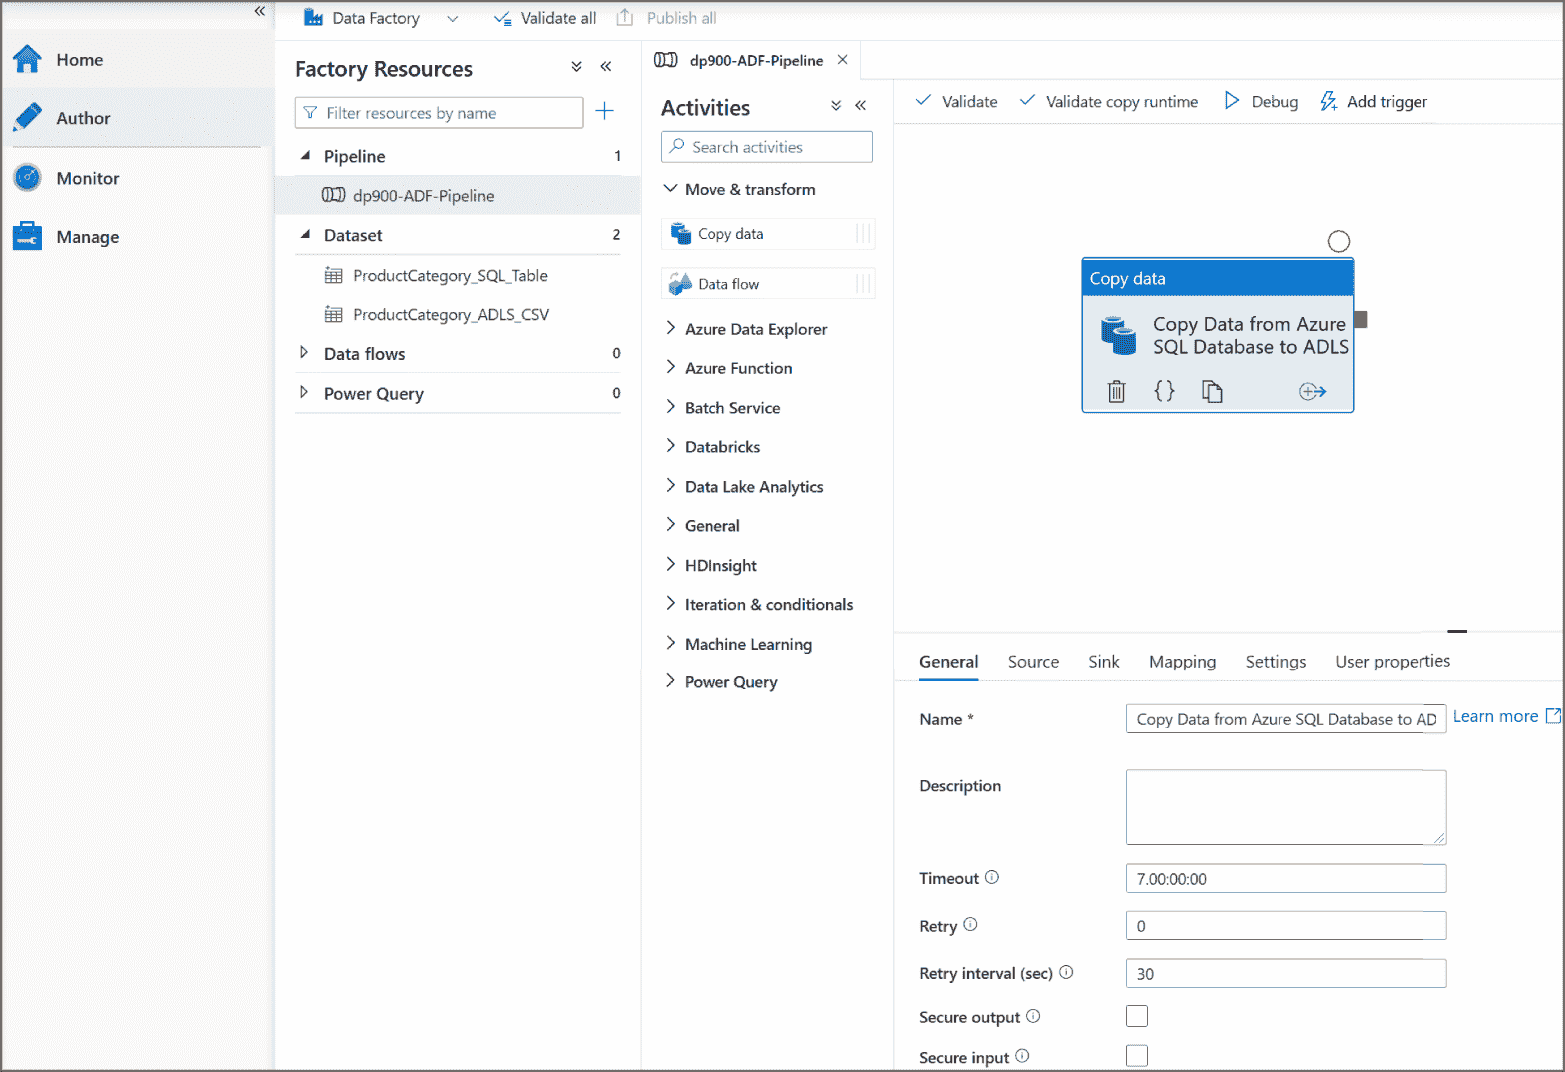 «
Home
Author
Monitor
Manage
Data Factory
Validate all
Publish all
Factory Resources
Filter resources by name
Pipeline 1
dp900-ADF-Pipeline
Dataset 2
ProductCategory_SQL_Table
ProductCategory_ADLS_CSV
Data flows 0
Power Query 0
dp900-ADF-Pipeline
Activities
Search activities
Move & transform
Copy data
Data flow
Azure Data Explorer
Azure Function
Batch Service
Databricks
Data Lake Analytics
General
HDInsight
Iteration & conditionals
Machine Learning
Power Query
Validate
Validate copy runtime
Debug
Add trigger
Copy data
Copy Data from Azure
SQL Database to ADLS
{}
General Source Sink Mapping Settings User properties
Name * Copy Data from Azure SQL Database to AD Learn more
Description
Timeout 7.00:00:00
Retry 0
Retry interval (sec) 30
Secure output
Secure input